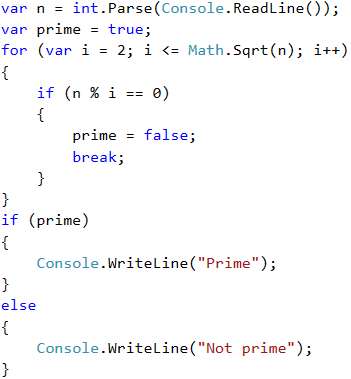 var n = int.Parse(Console.ReadLine());
var prime = true;
for (var i = 2; i <= Math.Sqrt(n); i++)
{
    if (n % i == 0)
    {
        prime = false;
        break;
    }
}
if (prime)
{
    Console.WriteLine("Prime");
}
else
{
    Console.WriteLine("Not prime");
}